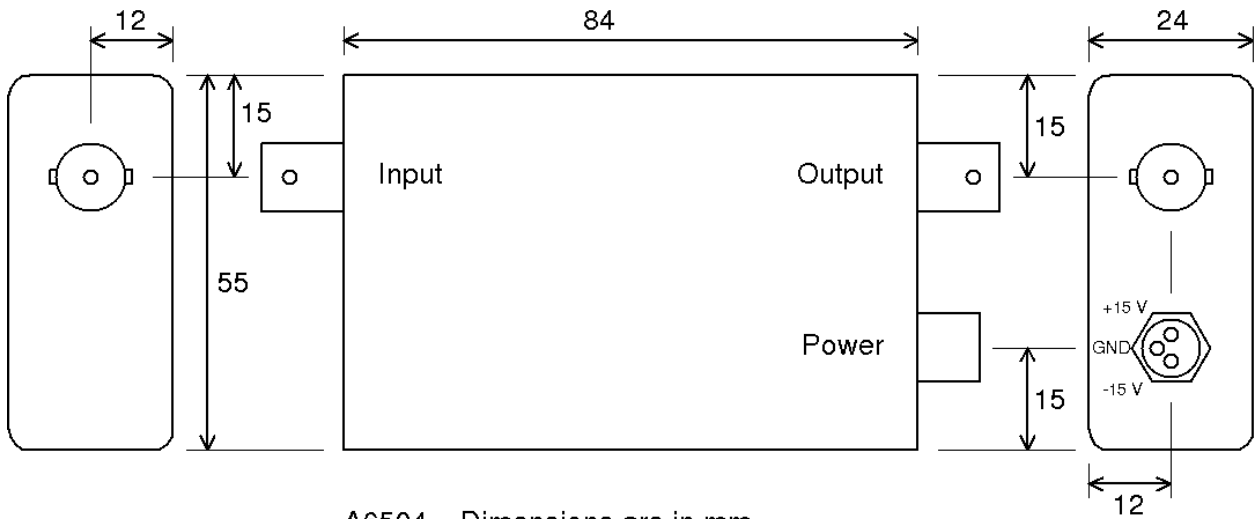 12
84
24
15
15
Input
Output
55
+15 V
Power
GND
-15 V
15
12
A6504 Dimensions are in mm